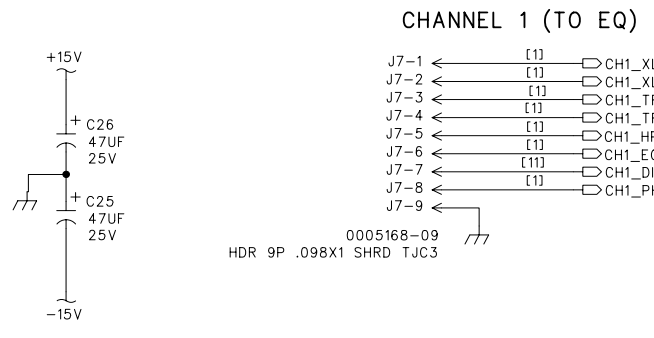 CHANNEL 1 (TO EQ)
+15V
+ C26
47UF
25V
+ C25
47UF
25V
-15V
J7-1 [1]
J7-2 [1]
J7-3 [1]
J7-4 [1]
J7-5 [1]
J7-6 [1]
J7-7 [11]
J7-8 [1]
J7-9
0005168-09
HDR 9P .098X1 SHRD TJC3